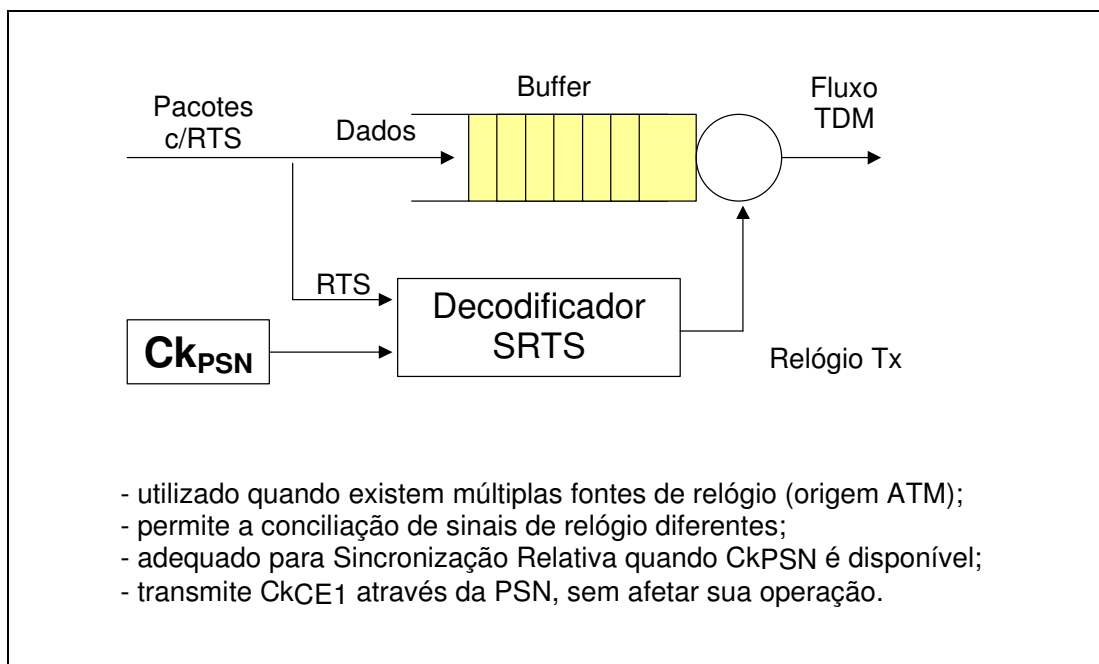 Buffer
Fluxo
TDM
Pacotes
c/RTS
Dados
RTS
Decodificador
SRTS
CkPSN
Relógio Tx
- utilizado quando existem múltiplas fontes de relógio (origem ATM);
- permite a conciliação de sinais de relógio diferentes;
- adequado para Sincronização Relativa quando CkPSN é disponível;
- transmite CkCE1 através da PSN, sem afetar sua operação.